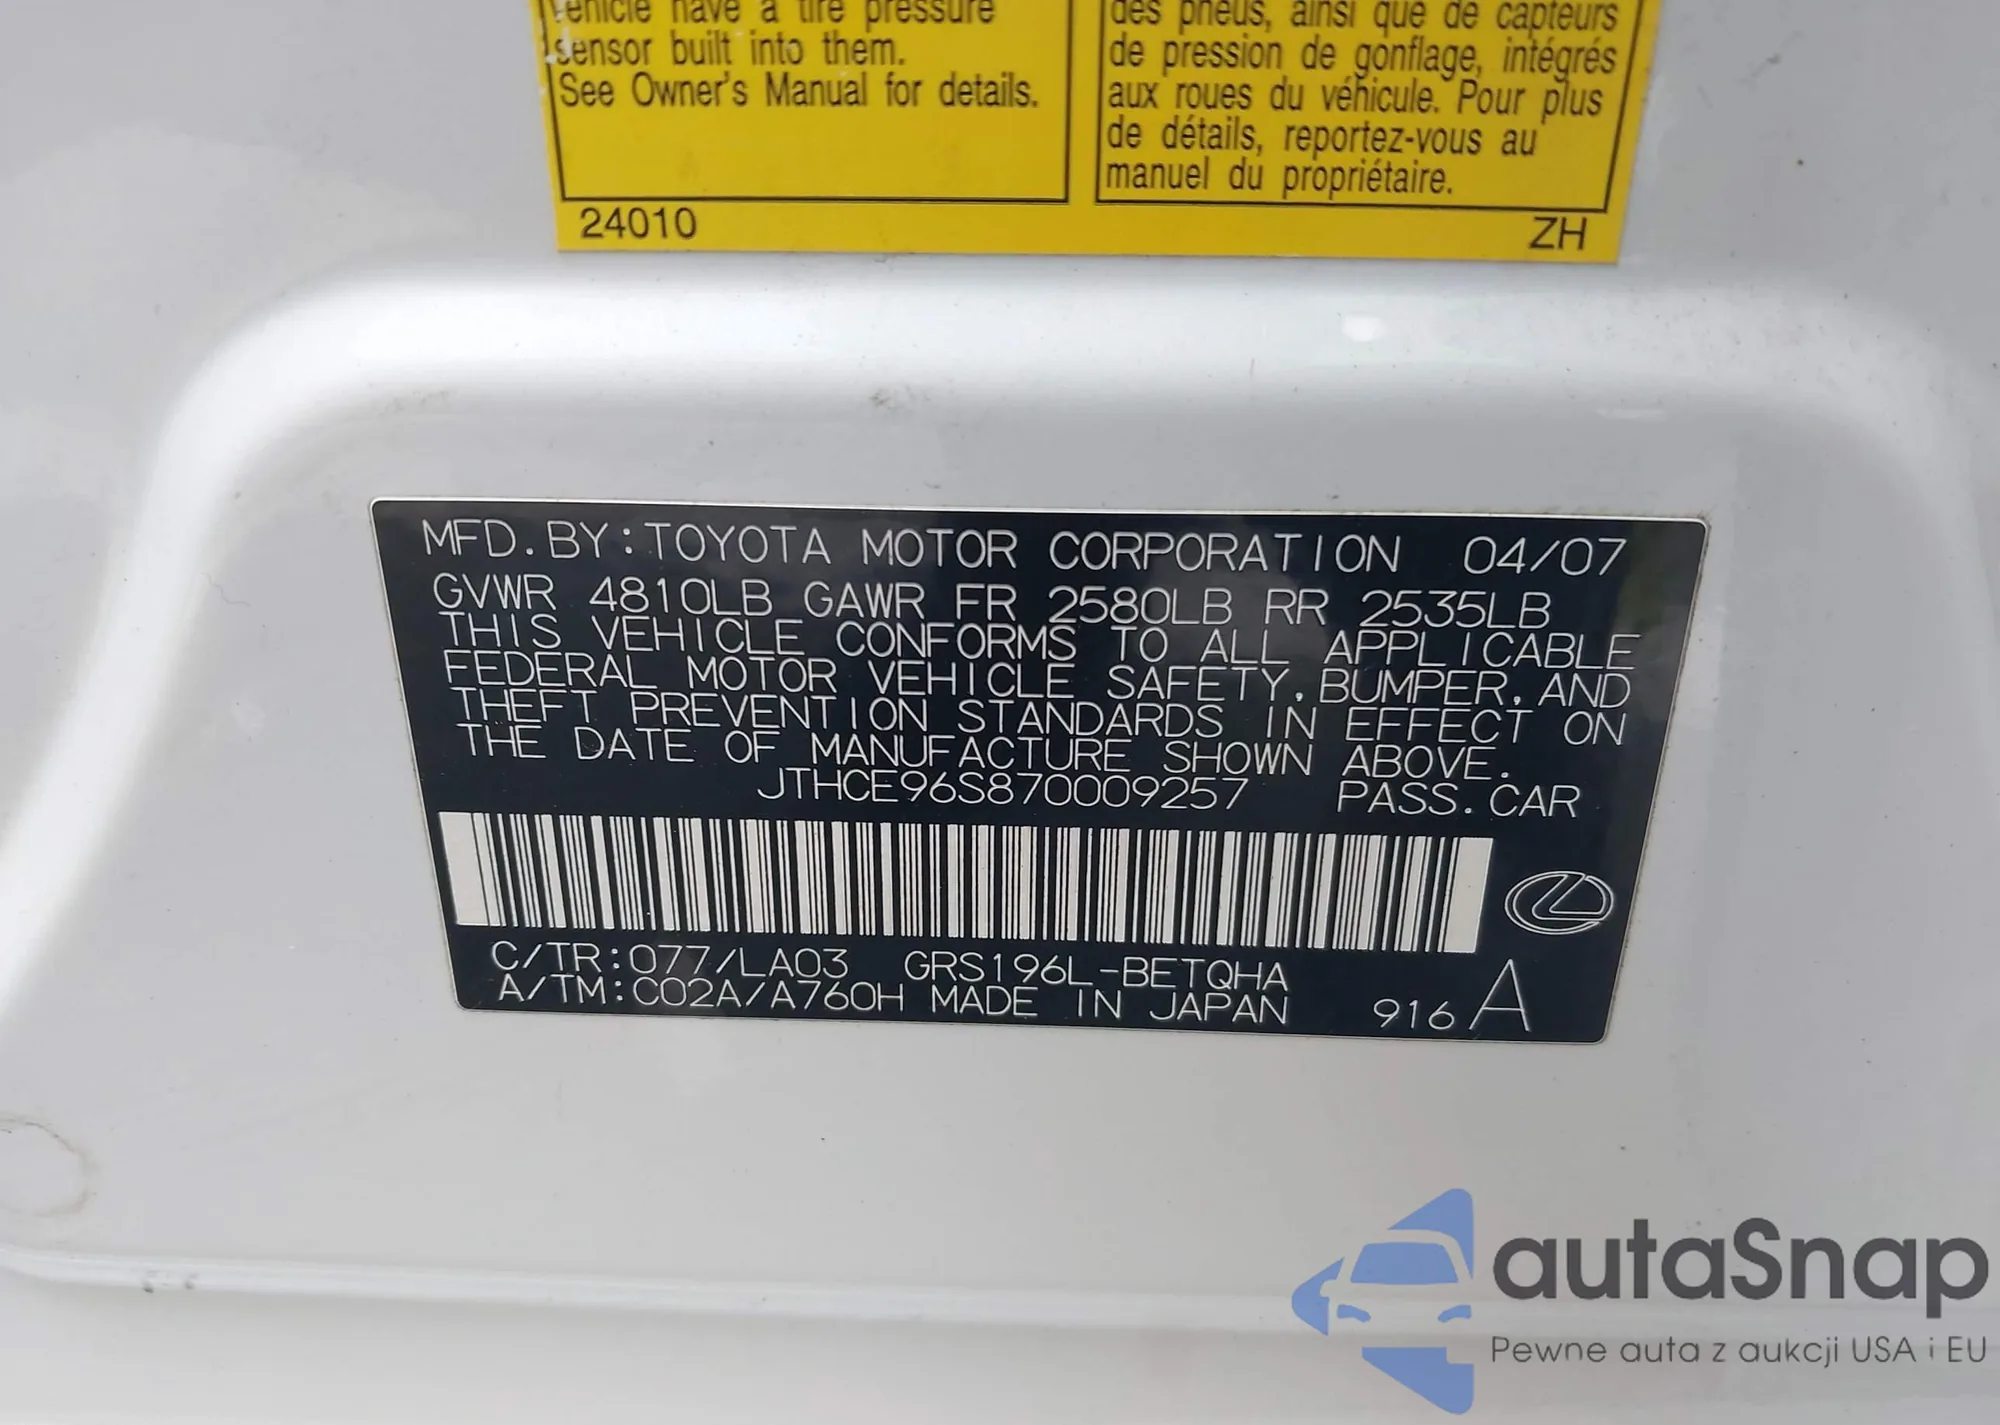 vehicle have a tire pressure
sensor built into them.
See Owner's Manual for details.
des pneus, ainsi que de capteurs
de pression de gonflage, intégrés
aux roues du véhicule. Pour plus
de détails, reportez-vous au
manuel du propriétaire.
24010
ZH
MFD. BY: TOYOTA MOTOR CORPORATION 04/07
GVWR 4810LB GAWR FR 2580LB RR 2535LB
THIS VEHICLE CONFORMS TO ALL APPLICABLE
FEDERAL MOTOR VEHICLE SAFETY, BUMPER, AND
THEFT PREVENTION STANDARDS IN EFFECT ON
THE DATE OF MANUFACTURE SHOWN ABOVE.
JTHCE96S870009257 PASS. CAR
C/TR:077/LA03 GRS196L-BETQHA
A/TM:C02A/A760H MADE IN JAPAN 916 A
autaSnap
Pewne auta z aukcji USA i EU